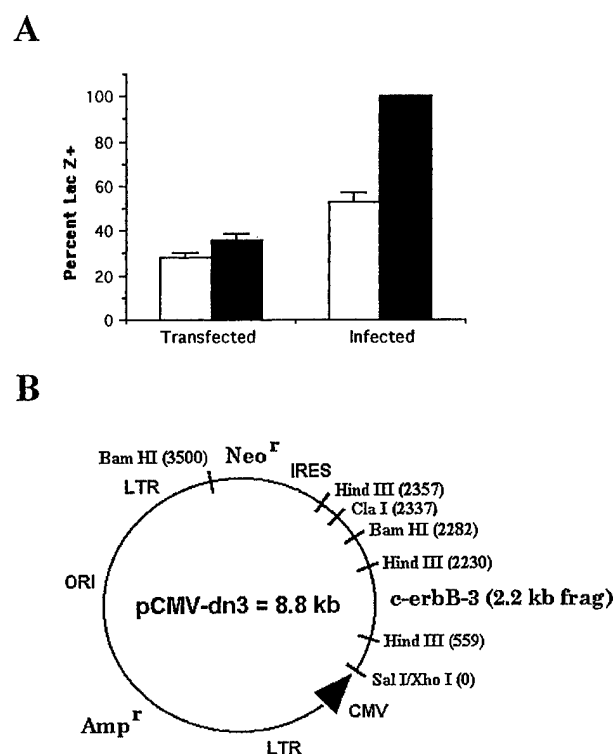 A
Percent Lac Z+
100
80
60
40
20
0
Transfected
Infected
B
Bam HI (3500)
Neo r
IRES
LTR
Hind III (2357)
Cla I (2337)
Bam HI (2282)
Hind III (2230)
ORI
pCMV-dn3 = 8.8 kb
c-erbB-3 (2.2 kb frag)
Hind III (559)
Sal I/Xho I (0)
CMV
Amp r
LTR